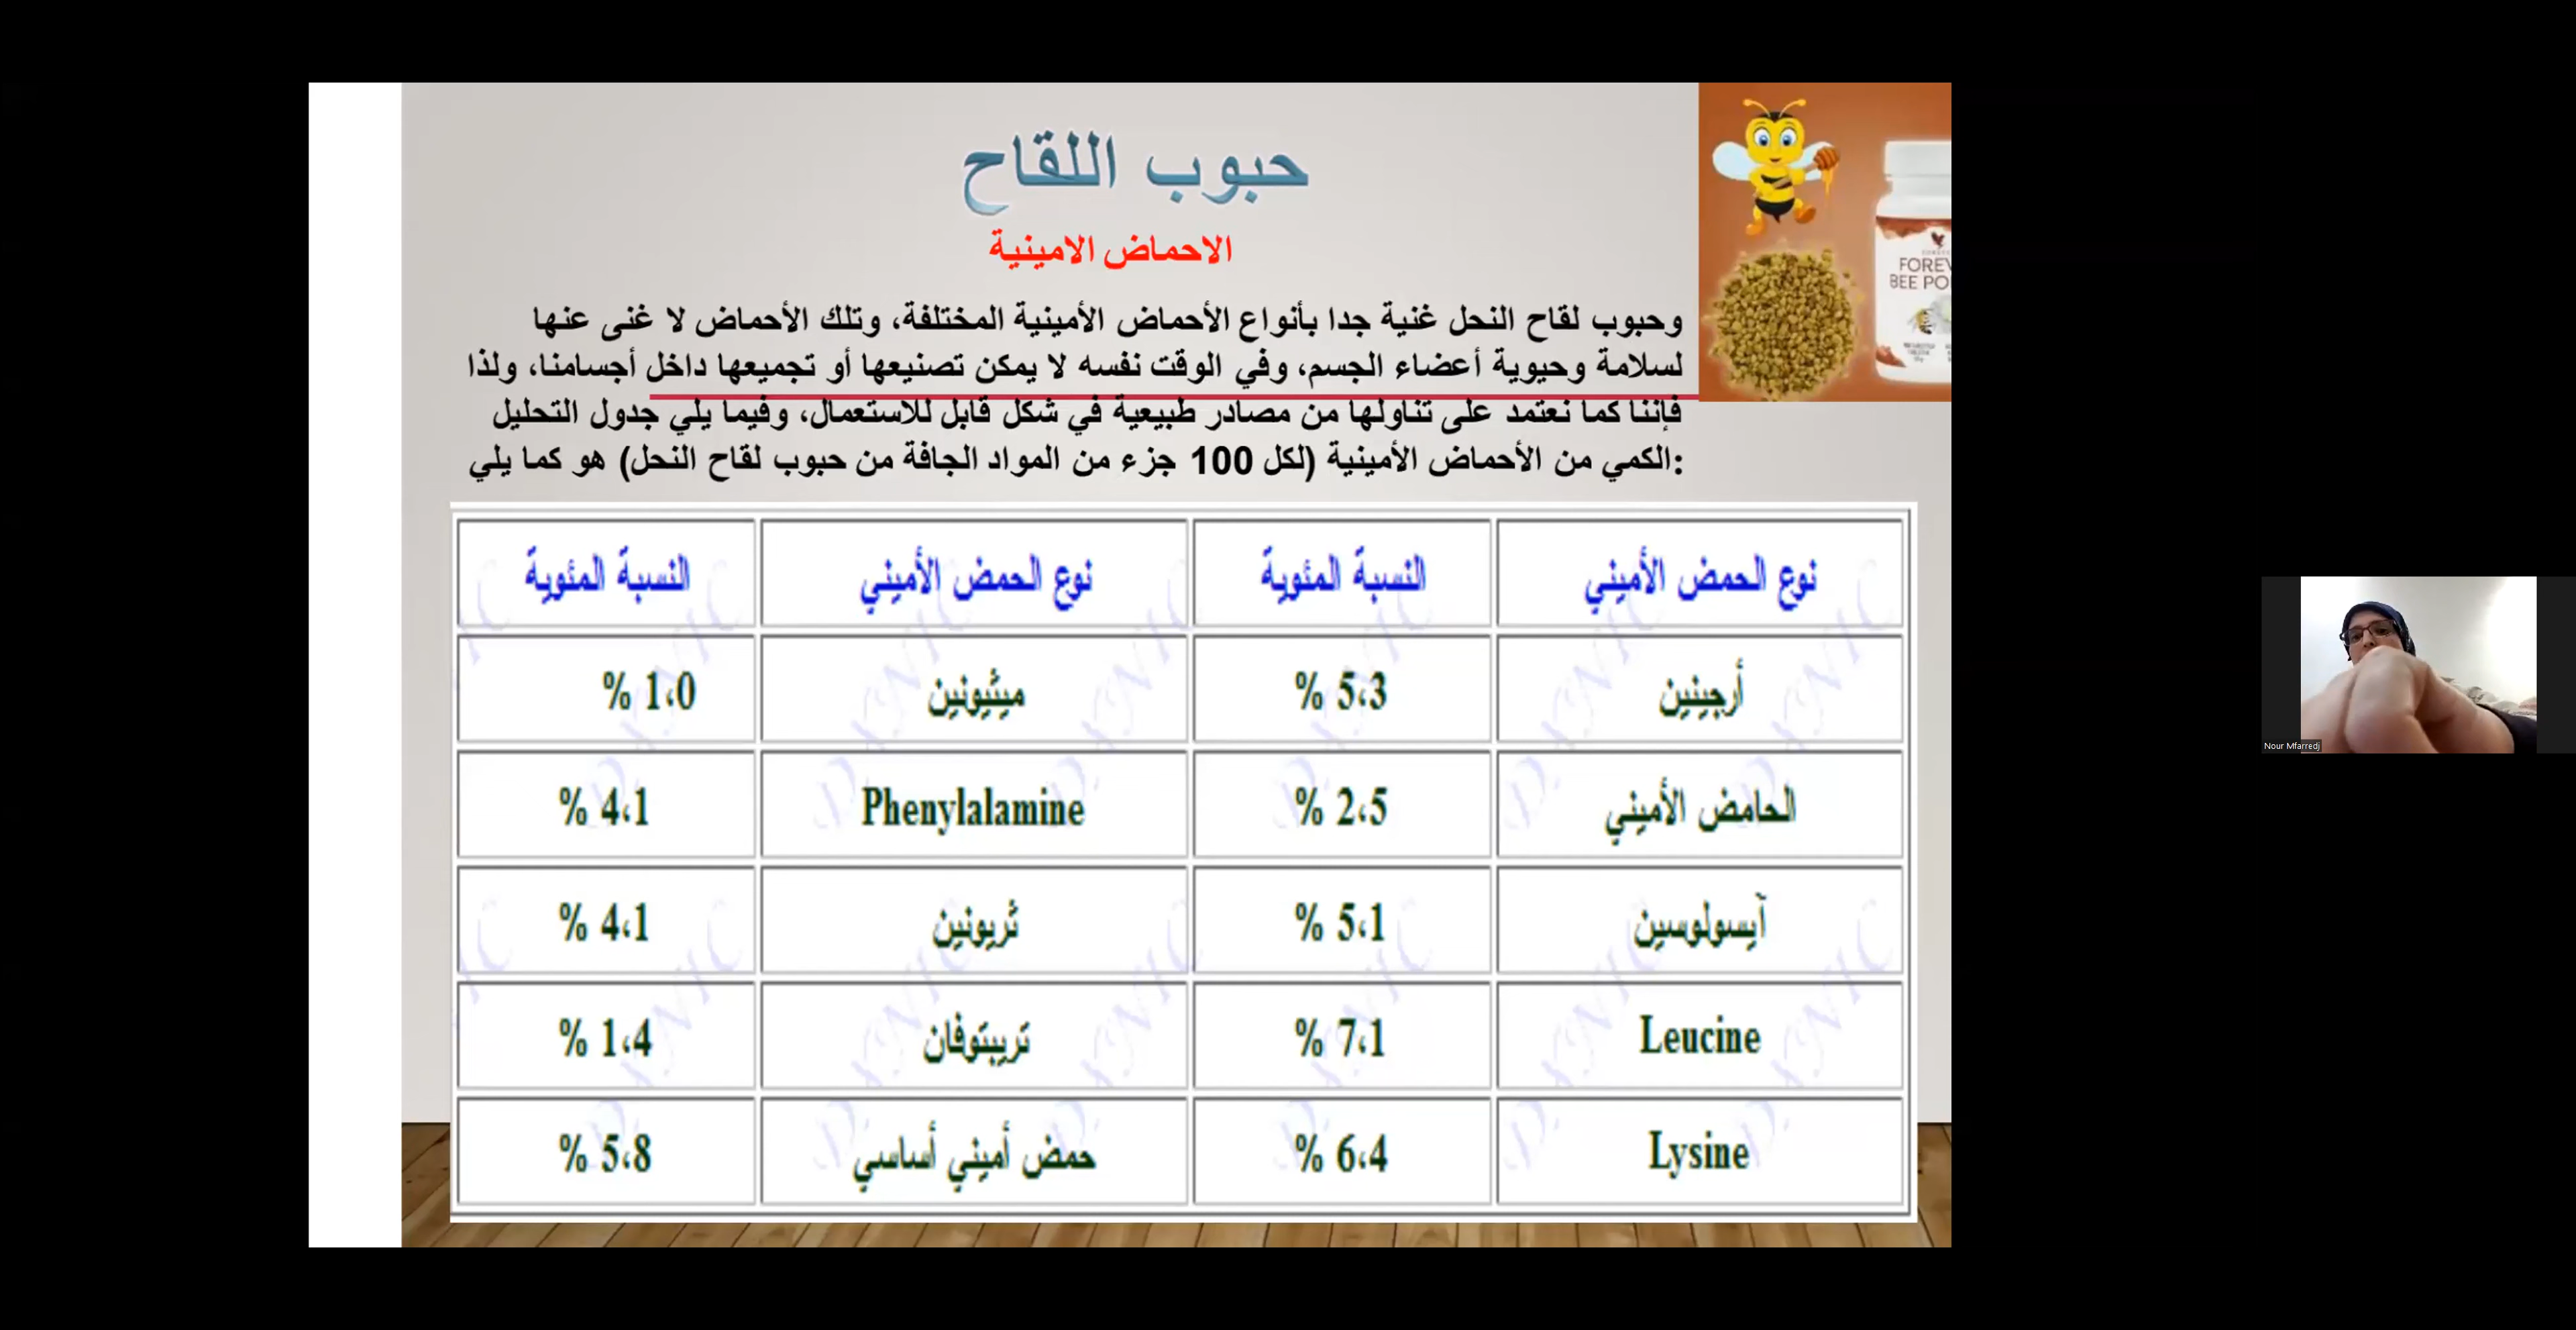 حبوب اللقاح
الاحماض الامينية
وحبوب لقاح النحل غنية جدا بأنواع الأحماض الأمينية المختلفة، وتلك الأحماض لا غنى عنها
لسلامة وحيوية أعضاء الجسم، وفي الوقت نفسه لا يمكن تصنيعها أو تجميعها داخل أجسامنا، ولذا
فإننا كما نعتمد على تناولها من مصادر طبيعية في شكل قابل للاستعمال، وفيما يلي جدول التحليل
الكمي من الأحماض الأمينية (لكل 100 جزء من المواد الجافة من حبوب لقاح النحل) هو كما يلي:
نوع الحمض الأميني النسبة المئوية نوع الحمض الأميني النسبة المئوية
أرجينين 5،3 % ميثيونين 1،0 %
الحامض الأميني 2،5 % Phenylalamine 4،1 %
آيسولوسين 5،1 % ثريونين 4،1 %
Leucine 7،1 % تريبتوفان 1،4 %
Lysine 6،4 % حمض أميني أساسي 5،8 %
FOREV
BEE PO
Nour Mfarredj